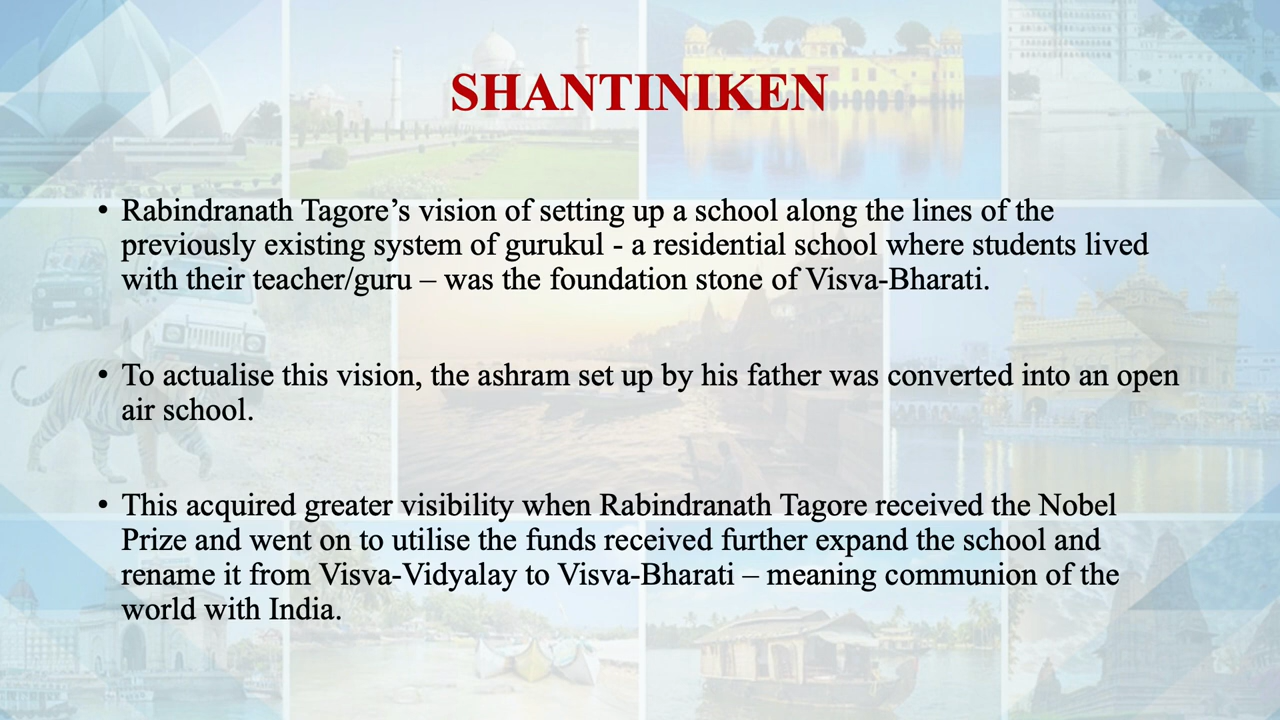 SHANTINIKEN
• Rabindranath Tagore’s vision of setting up a school along the lines of the
previously existing system of gurukul - a residential school where students lived
with their teacher/guru – was the foundation stone of Visva-Bharati.
• To actualise this vision, the ashram set up by his father was converted into an open
air school.
• This acquired greater visibility when Rabindranath Tagore received the Nobel
Prize and went on to utilise the funds received further expand the school and
rename it from Visva-Vidyalay to Visva-Bharati – meaning communion of the
world with India.